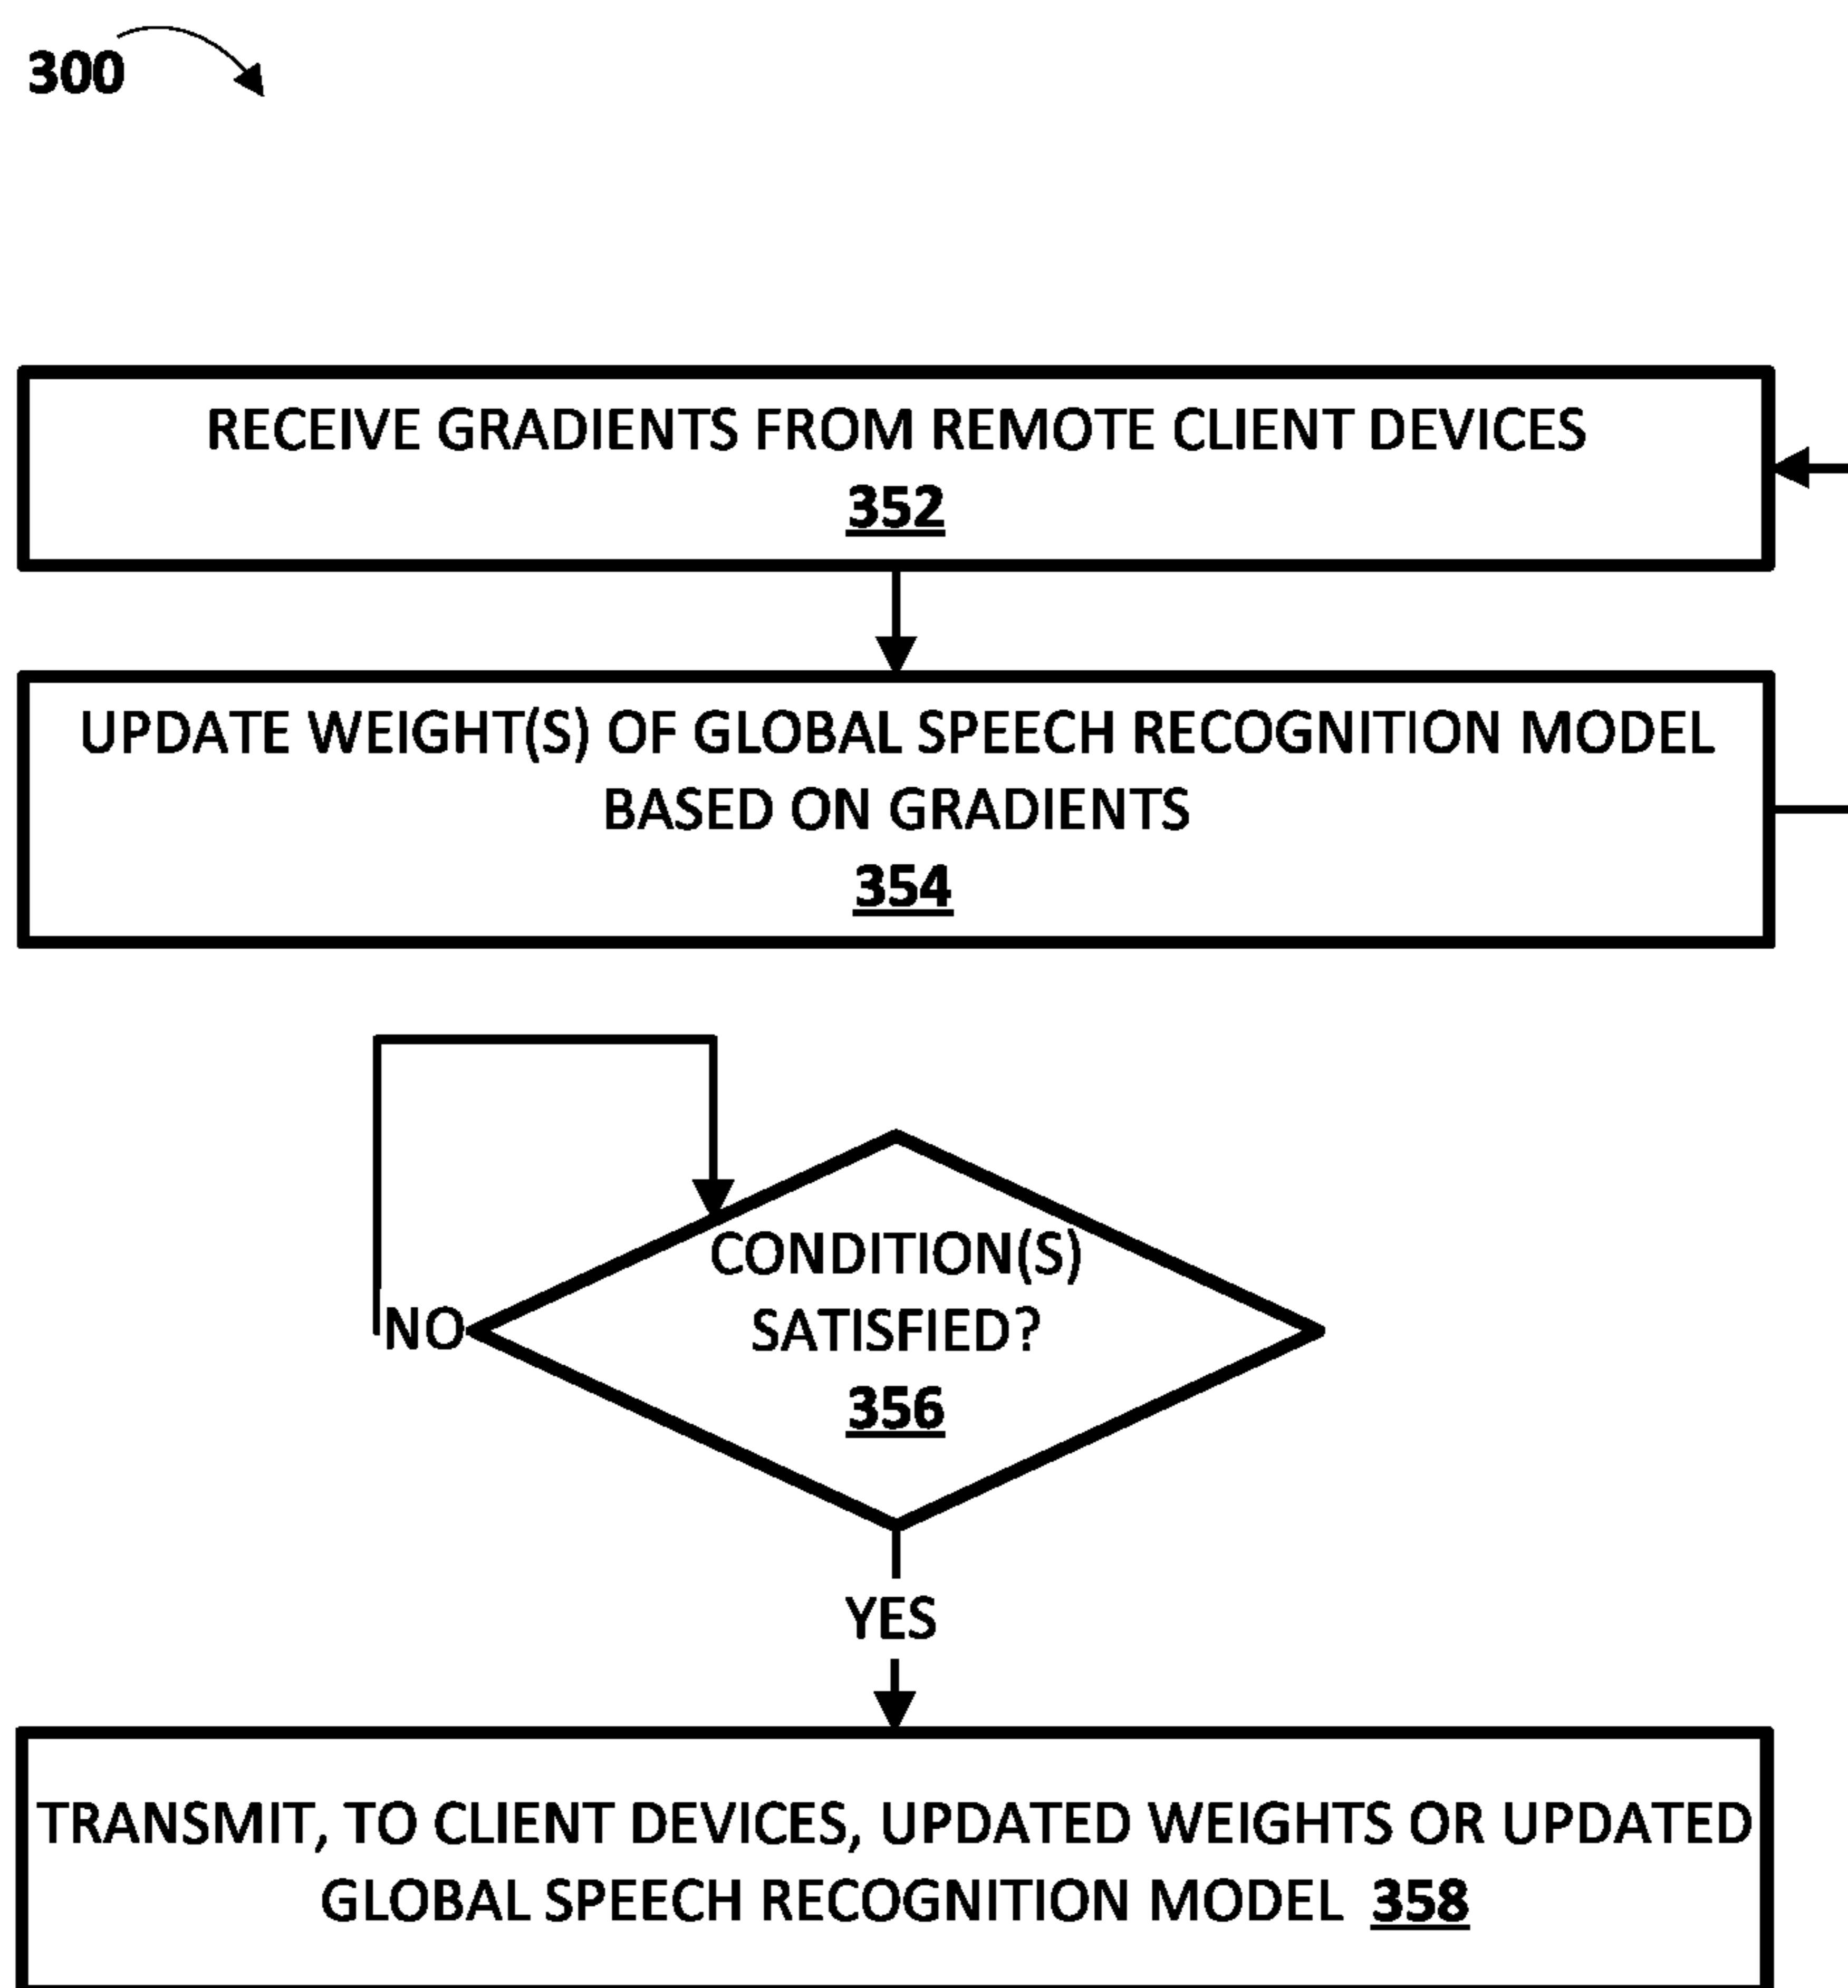 300
RECEIVE GRADIENTS FROM REMOTE CLIENT DEVICES
352
UPDATE WEIGHT(S) OF GLOBAL SPEECH RECOGNITION MODEL
BASED ON GRADIENTS
354
CONDITION(S)
SATISFIED?
356
NO
YES
TRANSMIT, TO CLIENT DEVICES, UPDATED WEIGHTS OR UPDATED
GLOBAL SPEECH RECOGNITION MODEL 358